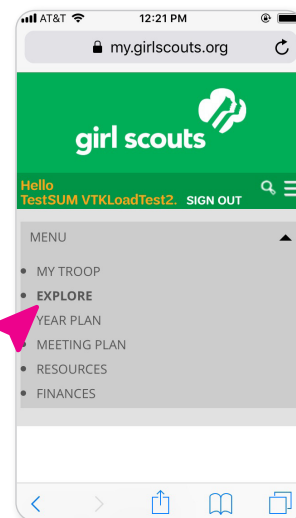 AT&T 12:21 PM
my.girlscouts.org
girl scouts
Hello
TestSUM VTKLoadTest2. SIGN OUT
MENU
MY TROOP
EXPLORE
YEAR PLAN
MEETING PLAN
RESOURCES
FINANCES